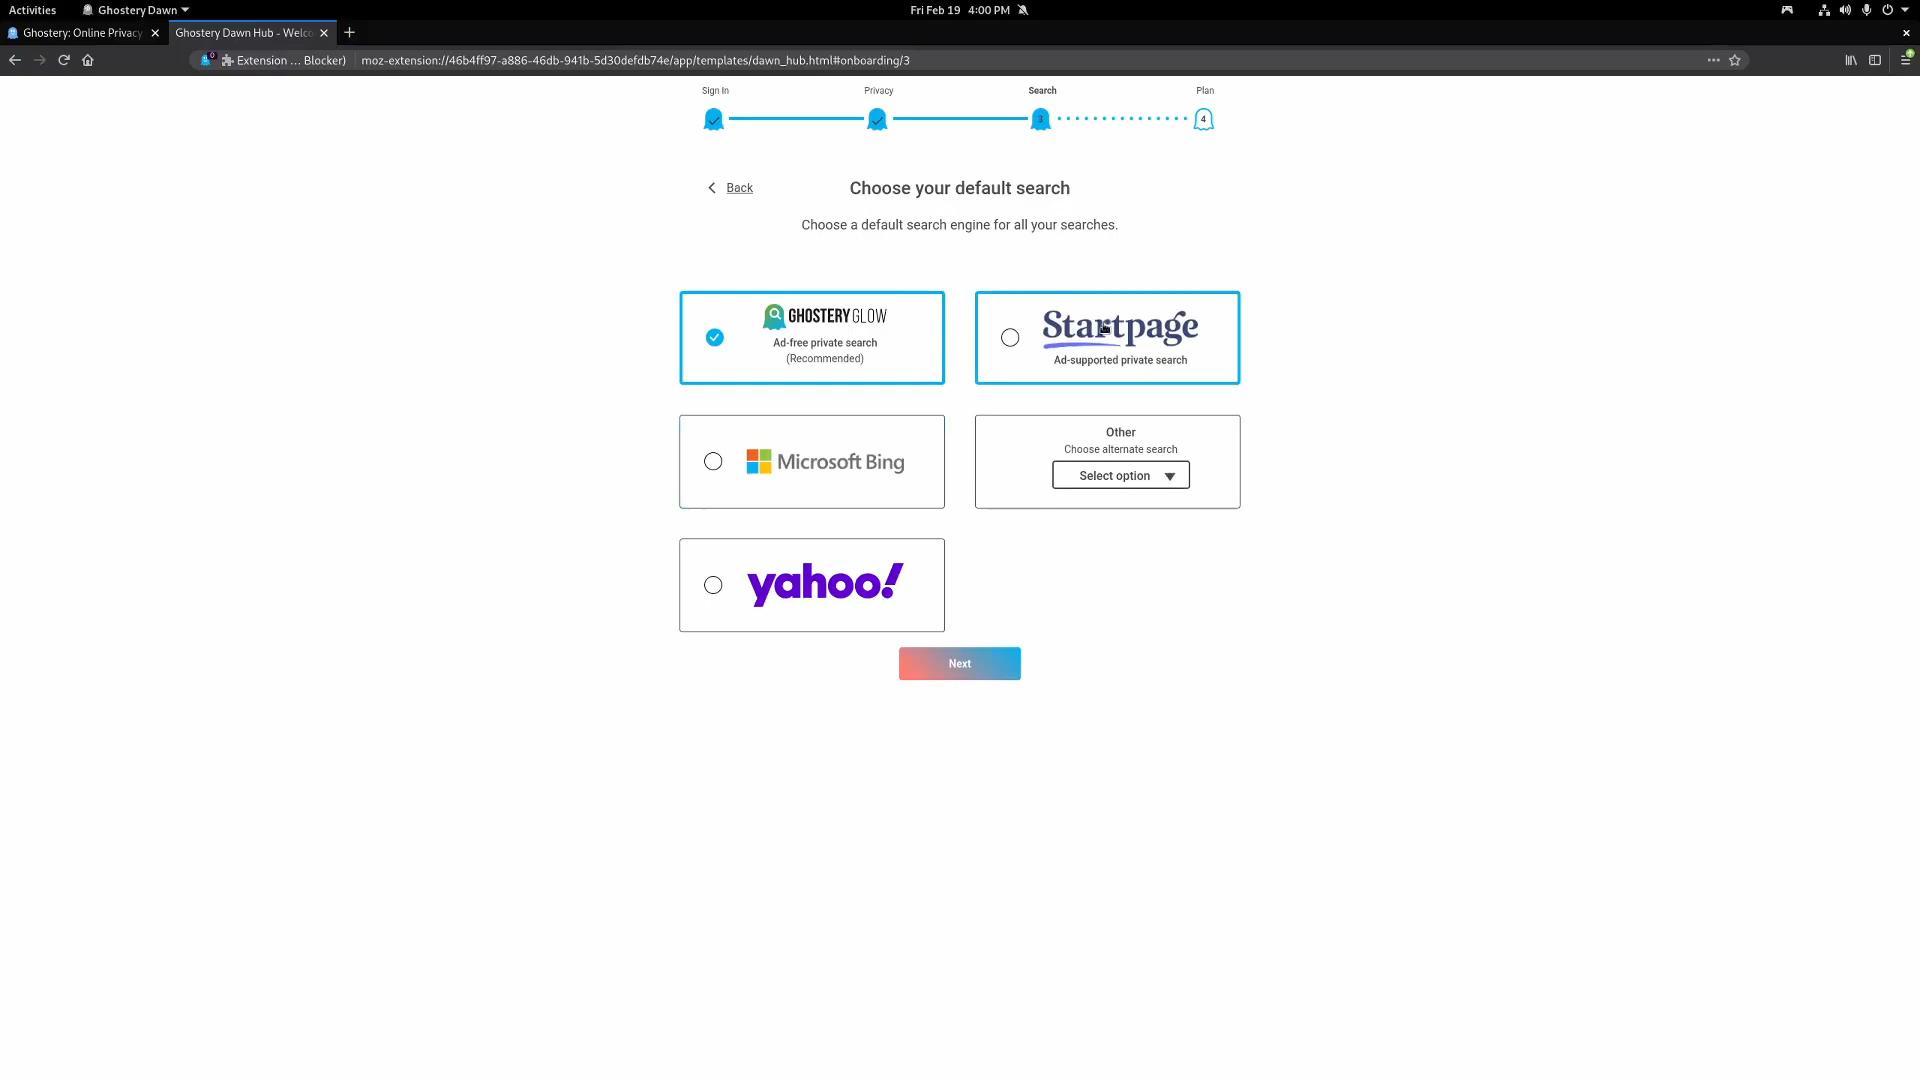 Activities
Ghostery Dawn
Fri Feb 19 4:00 PM
Ghostery: Online Privacy
Ghostery Dawn Hub - Welco
0
Extension ... Blocker)
moz-extension://46b4ff97-a886-46db-941b-5d30defdb74e/app/templates/dawn_hub.html#onboarding/3
Sign In
Privacy
Search
Plan
3
4
Back
Choose your default search
Choose a default search engine for all your searches.
GHOSTERY GLOW
Ad-free private search
(Recommended)
Startpage
Ad-supported private search
Microsoft Bing
Other
Choose alternate search
Select option
yahoo!
Next